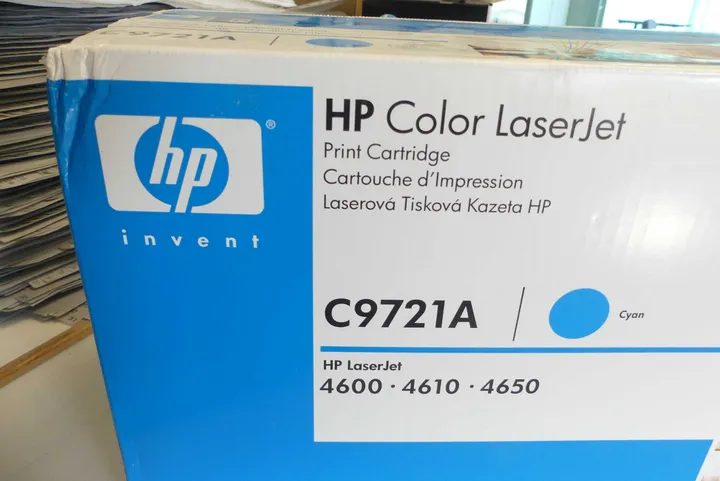 C9721A
hp®
invent
HP Color LaserJet
Print Cartridge
Cartouche d'Impression
Laserová Tisková Kazeta HP
C9721A
Cyan
HP LaserJet
4600 · 4610 · 4650